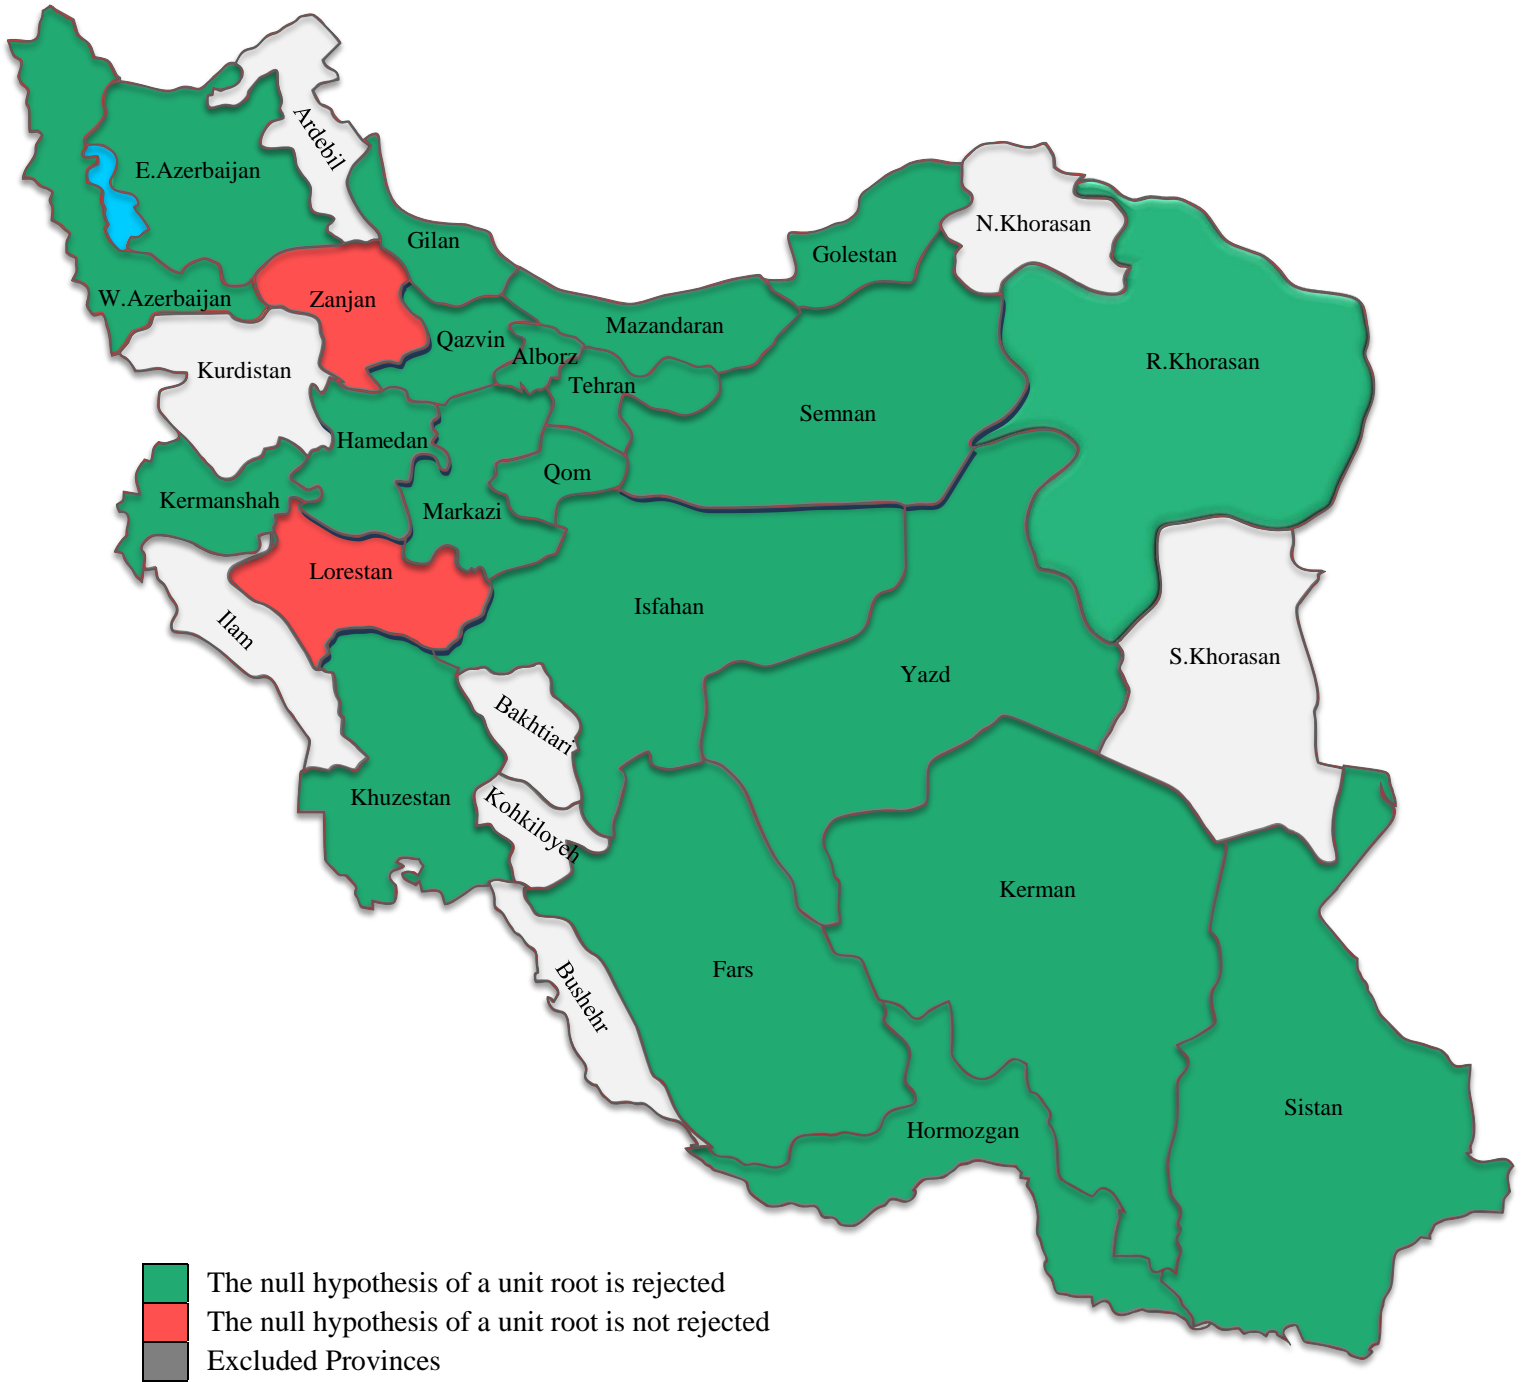 Ardebil
E.Azerbaijan
N.Khorasan
Gilan
Golestan
W.Azerbaijan
Zanjan
Mazandaran
Qazvin
Alborz
R.Khorasan
Kurdistan
Tehran
Semnan
Hamedan
Qom
Kermanshah
Markazi
Lorestan
Isfahan
Ilam
S.Khorasan
Yazd
Bakhtiari
Khuzestan
Kohkiloyeh
Kerman
Fars
Bushehr
Sistan
Hormozgan
The null hypothesis of a unit root is rejected
The null hypothesis of a unit root is not rejected
Excluded Provinces